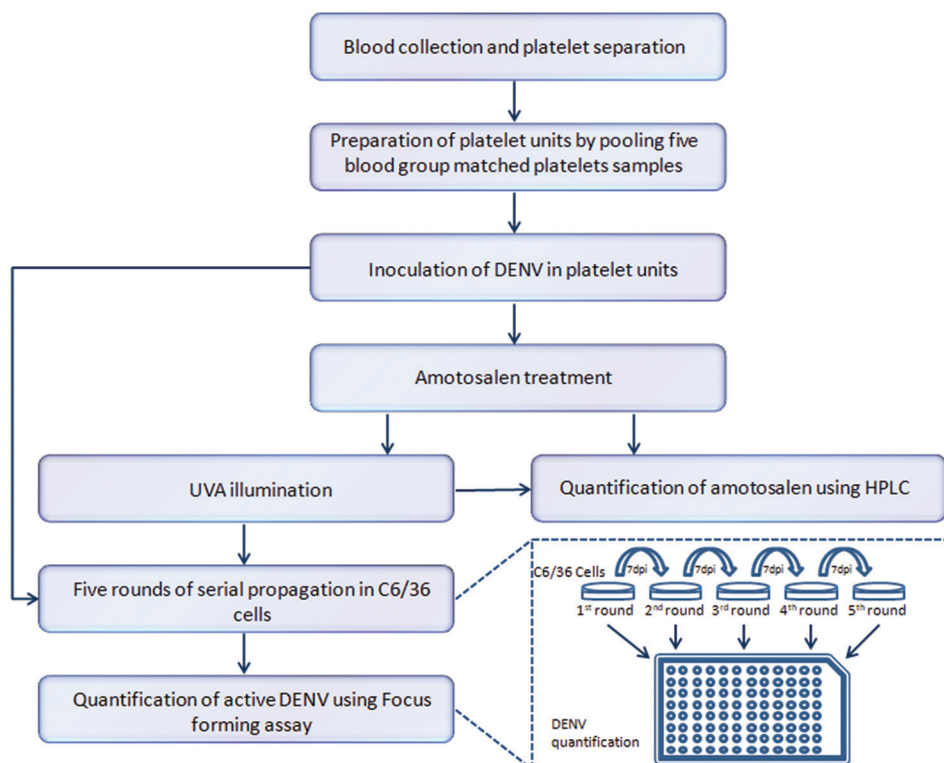 Blood collection and platelet separation
Preparation of platelet units by pooling five
blood group matched platelets samples
Inoculation of DENV in platelet units
Amotosalen treatment
UVA illumination
Quantification of amotosalen using HPLC
Five rounds of serial propagation in C6/36
cells
C6/36 Cells 7dpi 7dpi 7dpi 7dpi
1st round 2nd round 3rd round 4th round 5th round
Quantification of active DENV using Focus
forming assay
DENV
quantification